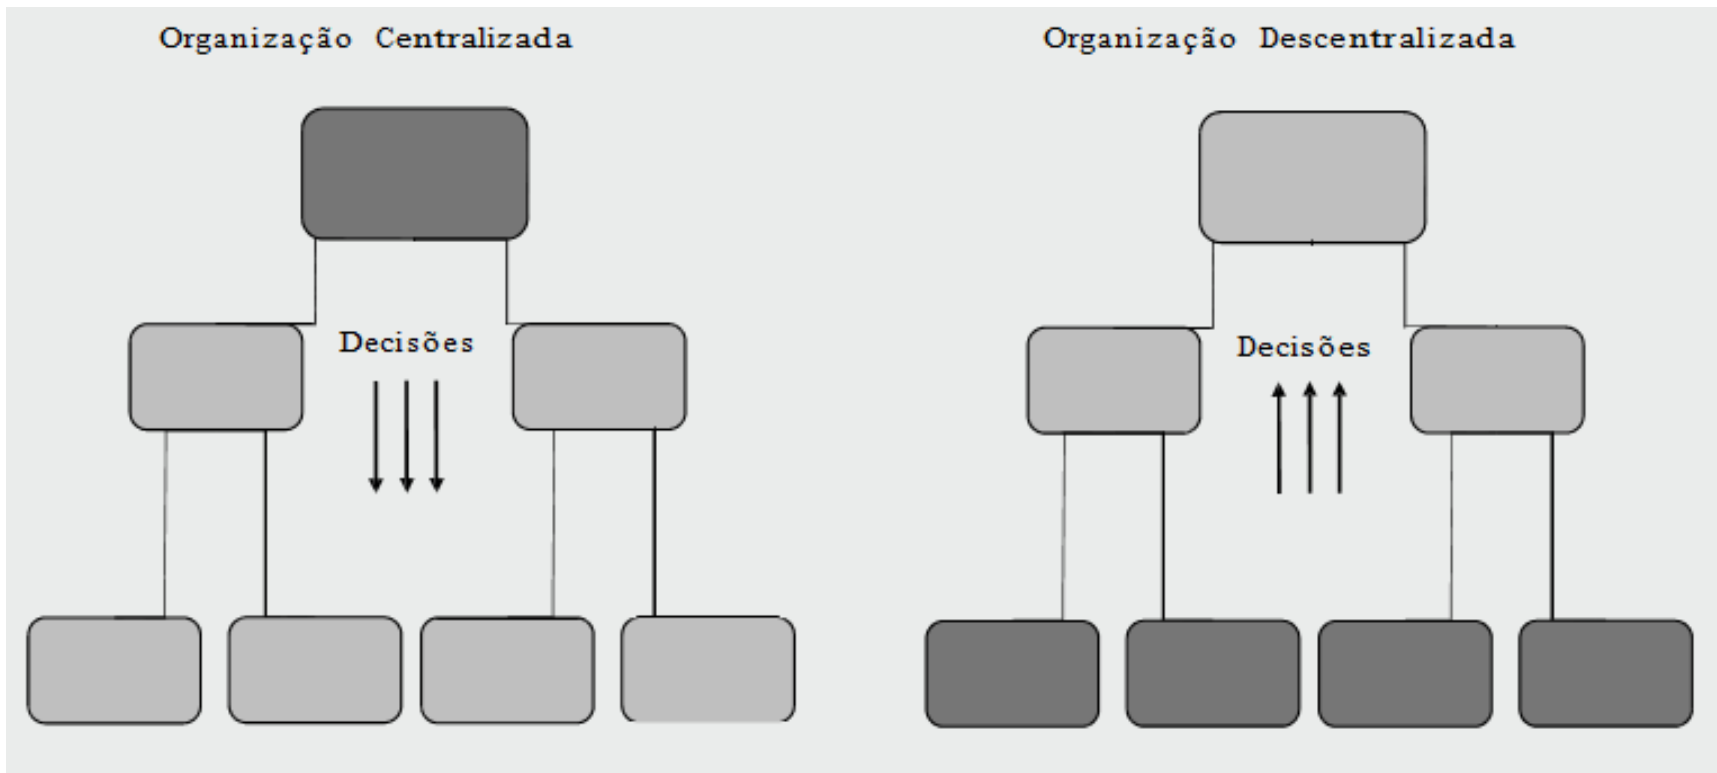 Organização Centralizada
Organização Descentralizada
Decisões
Decisões